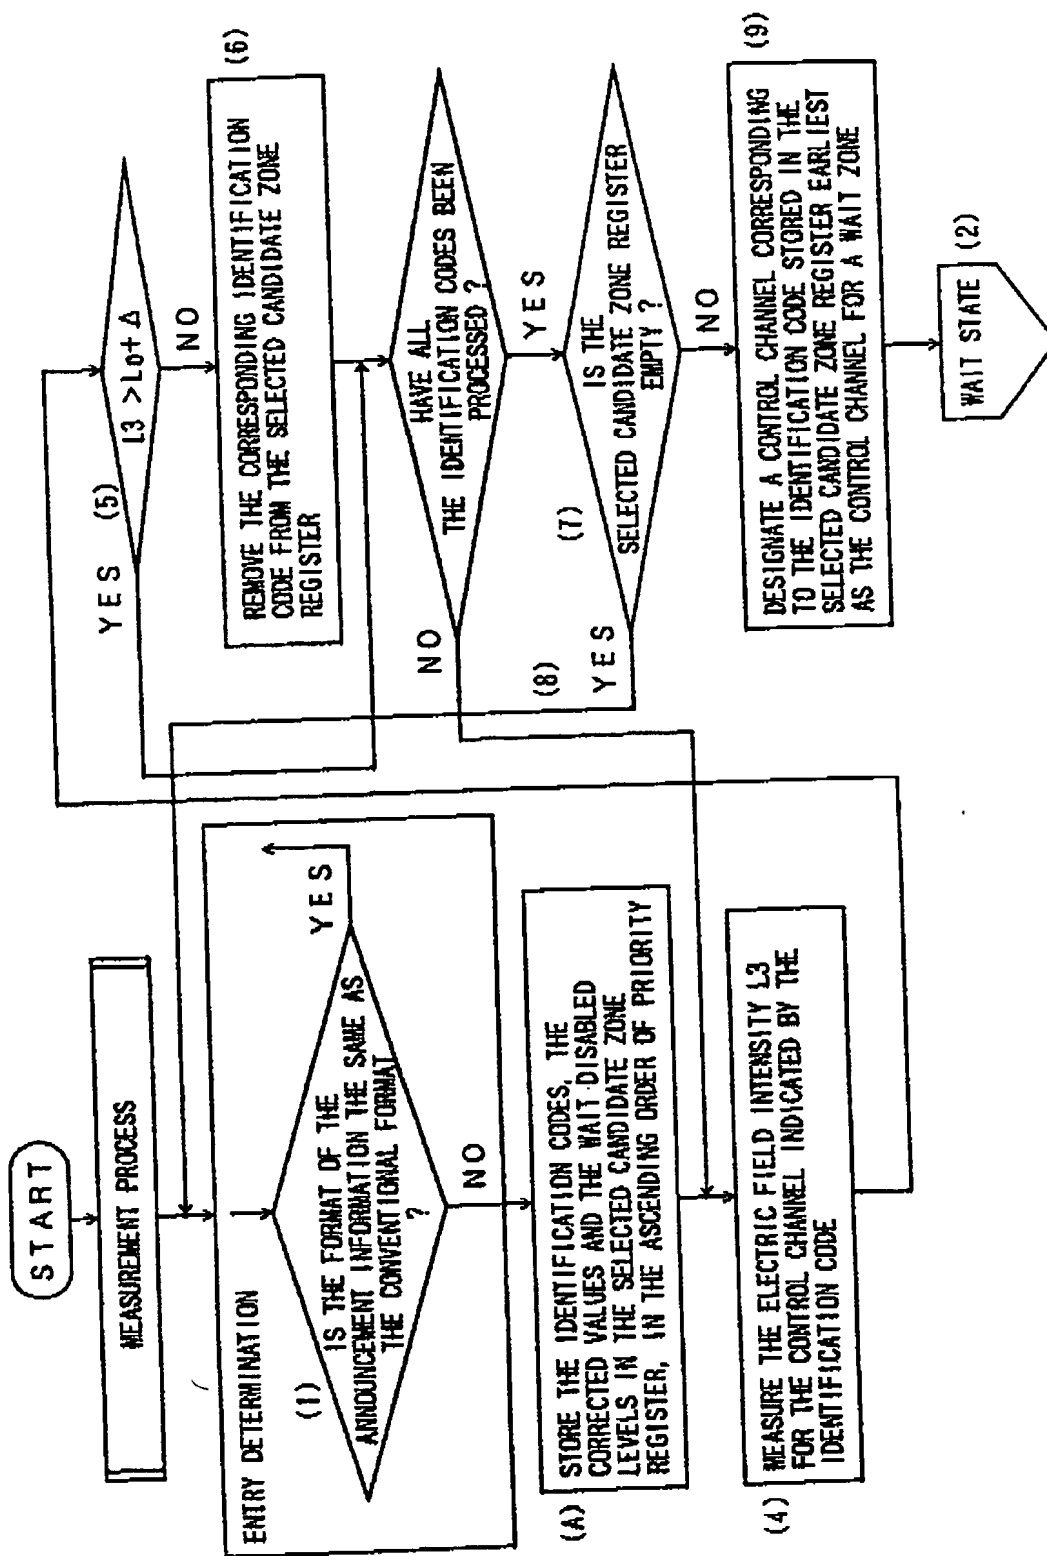 START
MEASUREMENT PROCESS
ENTRY DETERMINATION
(1)
IS THE FORMAT OF THE
ANNOUNCEMENT INFORMATION THE SAME AS
THE CONVENTIONAL FORMAT
?
YES
NO
(A)
STORE THE IDENTIFICATION CODES, THE
CORRECTED VALUES AND THE WAIT-DISABLED
LEVELS IN THE SELECTED CANDIDATE ZONE
REGISTER, IN THE ASCENDING ORDER OF PRIORITY
(4)
MEASURE THE ELECTRIC FIELD INTENSITY L3
FOR THE CONTROL CHANNEL INDICATED BY THE
IDENTIFICATION CODE
YES (5)
L3 >Lo+ Δ
NO
(6)
REMOVE THE CORRESPONDING IDENTIFICATION
CODE FROM THE SELECTED CANDIDATE ZONE
REGISTER
HAVE ALL
THE IDENTIFICATION CODES BEEN
PROCESSED ?
NO
YES
(7)
IS THE
SELECTED CANDIDATE ZONE REGISTER
EMPTY ?
(8)
YES
NO
(9)
DESIGNATE A CONTROL CHANNEL CORRESPONDING
TO THE IDENTIFICATION CODE STORED IN THE
SELECTED CANDIDATE ZONE REGISTER EARLIEST
AS THE CONTROL CHANNEL FOR A WAIT ZONE
WAIT STATE (2)